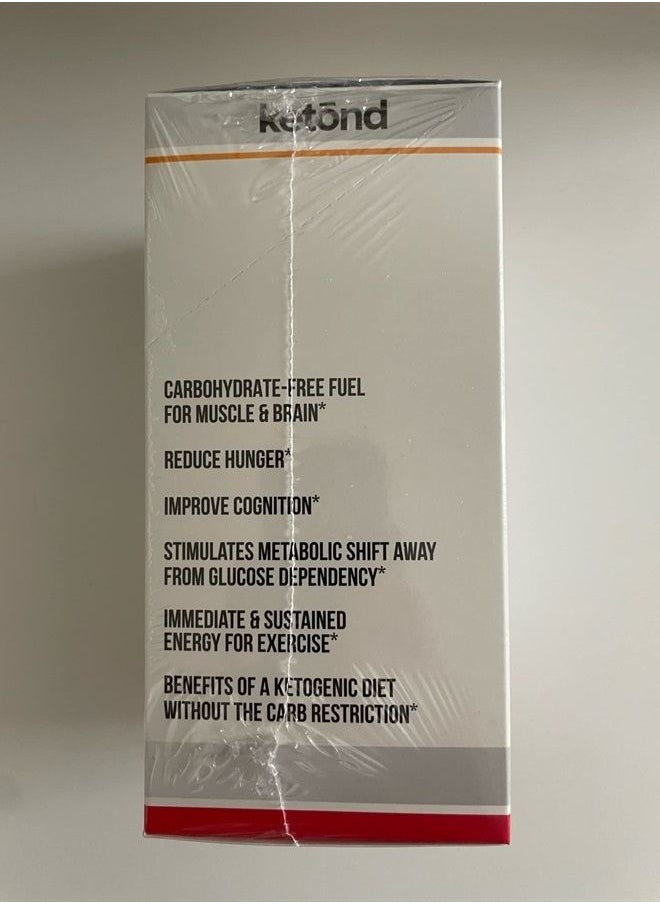 ketōnd
CARBOHYDRATE-FREE FUEL
FOR MUSCLE & BRAIN*
REDUCE HUNGER*
IMPROVE COGNITION*
STIMULATES METABOLIC SHIFT AWAY
FROM GLUCOSE DEPENDENCY*
IMMEDIATE & SUSTAINED
ENERGY FOR EXERCISE*
BENEFITS OF A KETOGENIC DIET
WITHOUT THE CARB RESTRICTION*